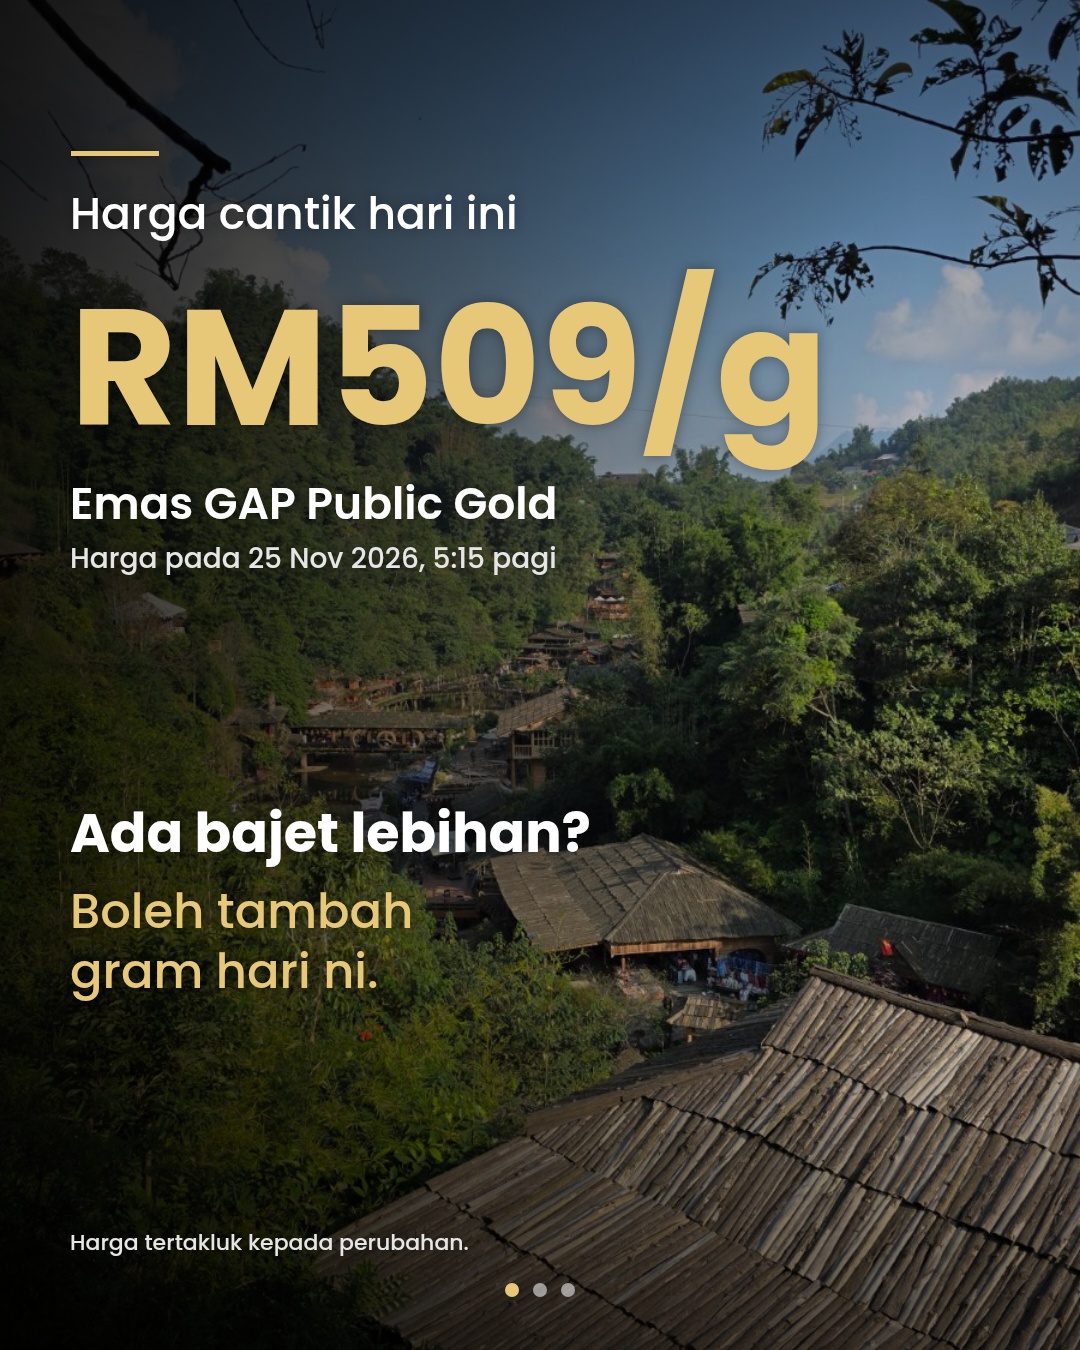 Harga cantik hari ini
RM509/g
Emas GAP Public Gold
Harga pada 25 Nov 2026, 5:15 pagi
Ada bajet lebihan?
Boleh tambah
gram hari ni.
Harga tertakluk kepada perubahan.